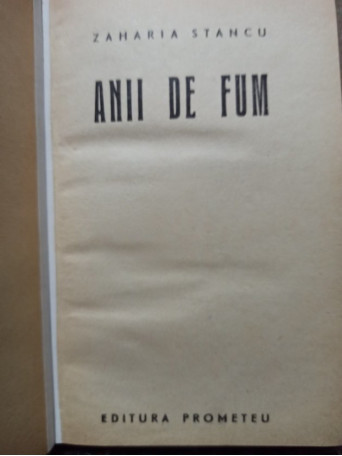 ZAHARIA STANCU
ANII DE FUM
EDITURA PROMETEU